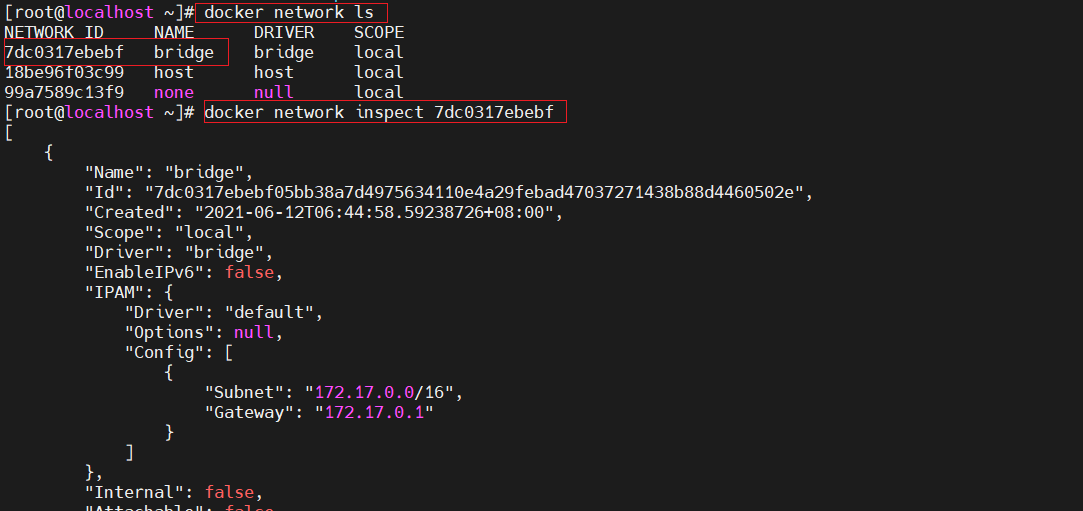 [root@localhost ~]# docker network ls
NETWORK ID     NAME      DRIVER    SCOPE
7dc0317ebebf   bridge    bridge    local
18be96f03c99   host      host      local
99a7589c13f9   none      null      local
[root@localhost ~]# docker network inspect 7dc0317ebebf
[
    {
        "Name": "bridge",
        "Id": "7dc0317ebebf05bb38a7d4975634110e4a29febad47037271438b88d4460502e",
        "Created": "2021-06-12T06:44:58.59238726+08:00",
        "Scope": "local",
        "Driver": "bridge",
        "EnableIPv6": false,
        "IPAM": {
            "Driver": "default",
            "Options": null,
            "Config": [
                {
                    "Subnet": "172.17.0.0/16",
                    "Gateway": "172.17.0.1"
                }
            ]
        },
        "Internal": false,
        "Attachable": false